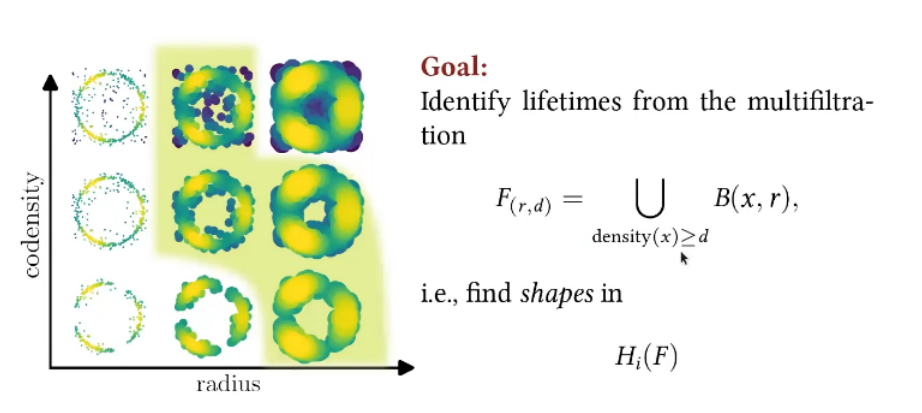 codensity
radius
Goal:
Identify lifetimes from the multifiltra-
tion
F(r,d) = ⋃ B(x, r),
density(x)≥d
i.e., find shapes in
Hi(F)